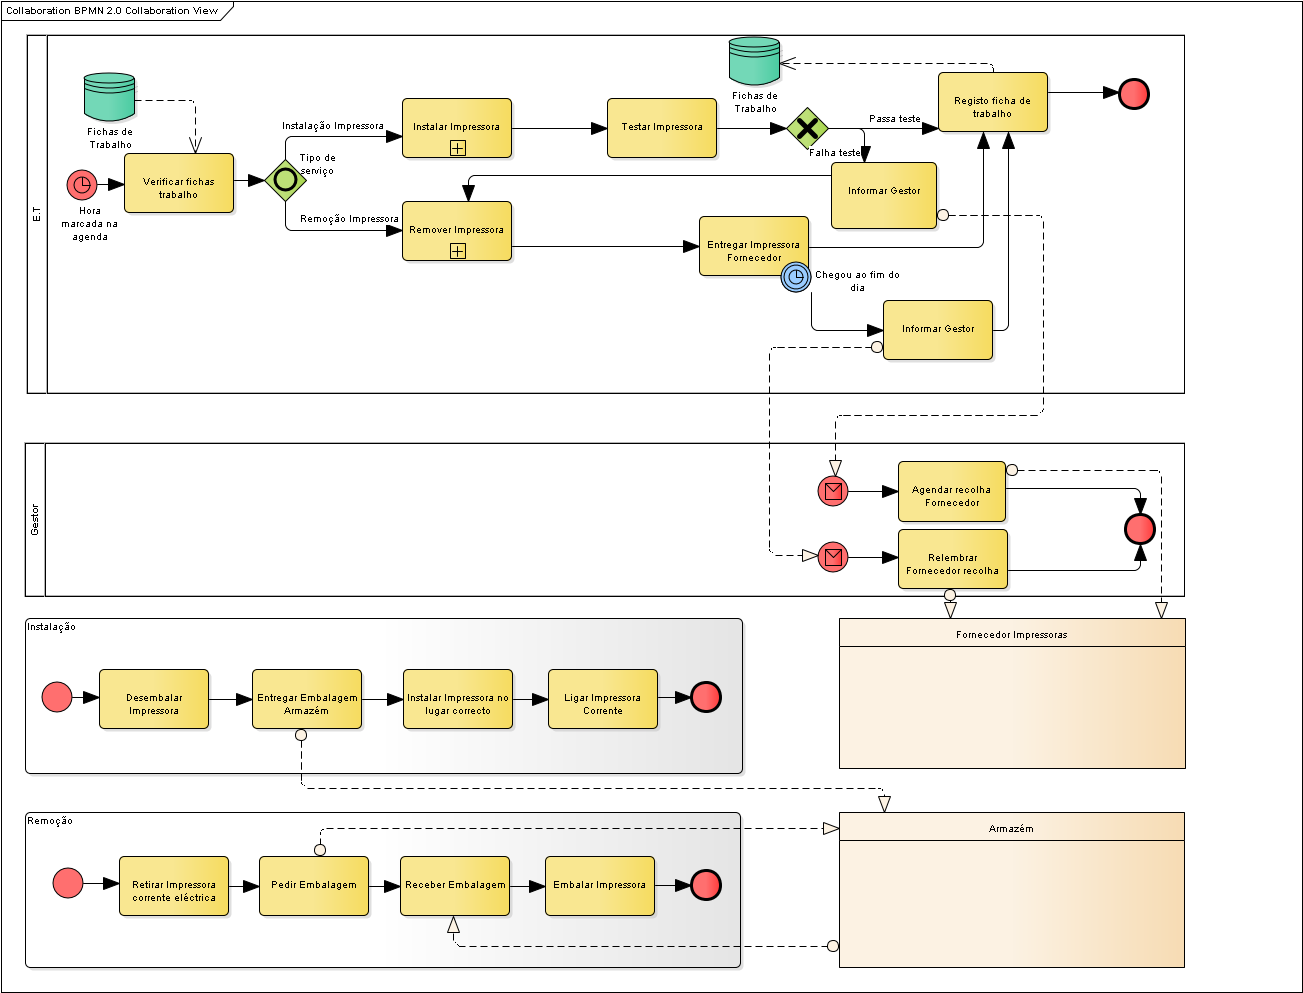 Collaboration BPMN 2.0 Collaboration View
E.T
Fichas de
Trabalho
Hora
marcada na
agenda
Verificar fichas
trabalho
Tipo de
serviço
Instalação Impressora
Remoção Impressora
Instalar Impressora
Remover Impressora
Testar Impressora
Fichas de
Trabalho
Passa teste
Falha teste
Registo ficha de
trabalho
Informar Gestor
Entregar Impressora
Fornecedor
Chegou ao fim do
dia
Informar Gestor
Gestor
Agendar recolha
Fornecedor
Relembrar
Fornecedor recolha
Instalação
Desembalar
Impressora
Entregar Embalagem
Armazém
Instalar Impressora no
lugar correcto
Ligar Impressora
Corrente
Fornecedor Impressoras
Remoção
Retirar Impressora
corrente eléctrica
Pedir Embalagem
Receber Embalagem
Embalar Impressora
Armazém